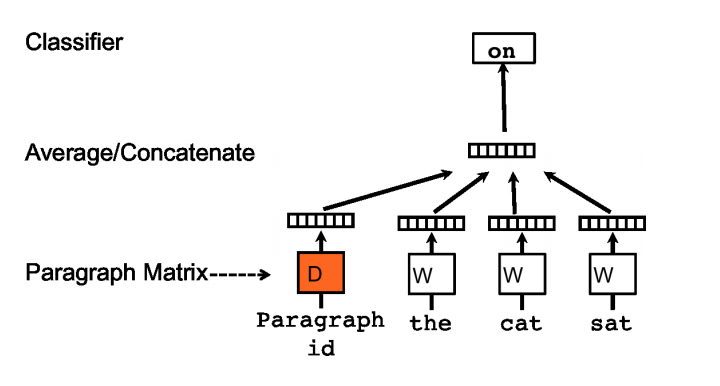 Classifier
on
Average/Concatenate
Paragraph Matrix
D
W
W
W
Paragraph
id
the
cat
sat